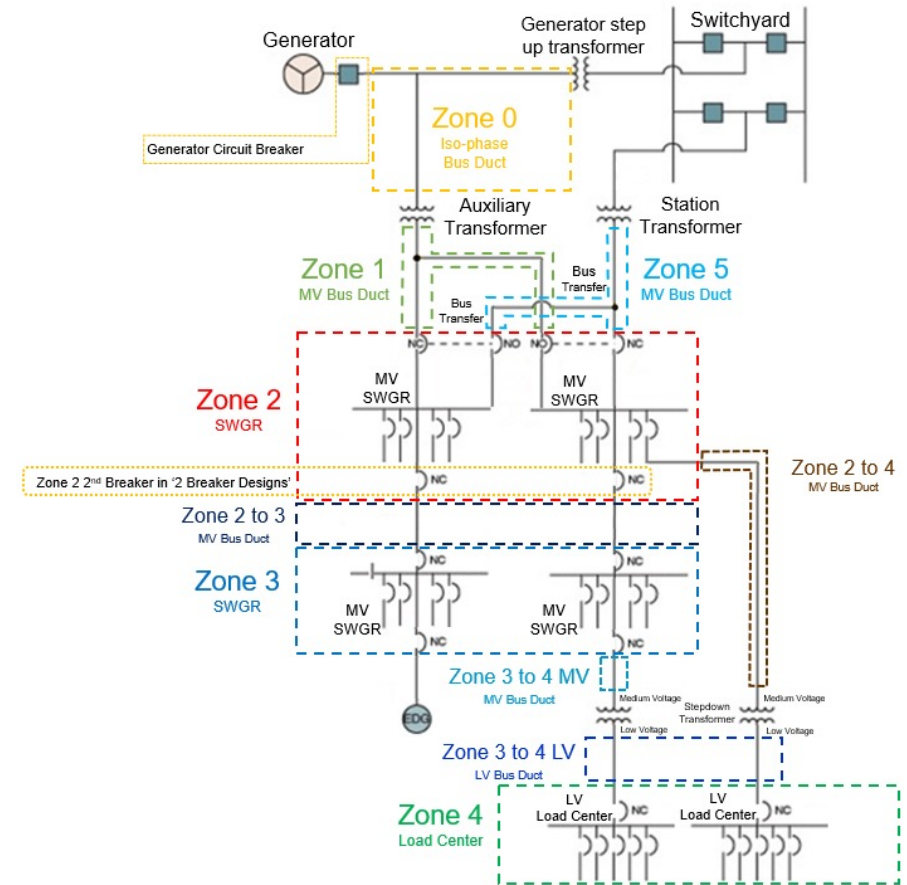 Generator
Generator step
up transformer
Switchyard
Zone 0
Iso-phase
Bus Duct
Generator Circuit Breaker
Auxiliary
Transformer
Station
Transformer
Zone 1
MV Bus Duct
Bus
Transfer
Bus
Transfer
Zone 5
MV Bus Duct
NC
NO
NO
NC
Zone 2
SWGR
MV
SWGR
MV
SWGR
Zone 2 to 4
MV Bus Duct
Zone 2 2nd Breaker in ‘2 Breaker Designs’
NC
NC
Zone 2 to 3
MV Bus Duct
NC
NC
Zone 3
SWGR
MV
SWGR
MV
SWGR
NC
NC
Zone 3 to 4 MV
MV Bus Duct
EDG
Medium Voltage
Medium Voltage
Stepdown
Transformer
Low Voltage
Low Voltage
Zone 3 to 4 LV
LV Bus Duct
Zone 4
Load Center
LV
Load Center
NC
LV
Load Center
NC